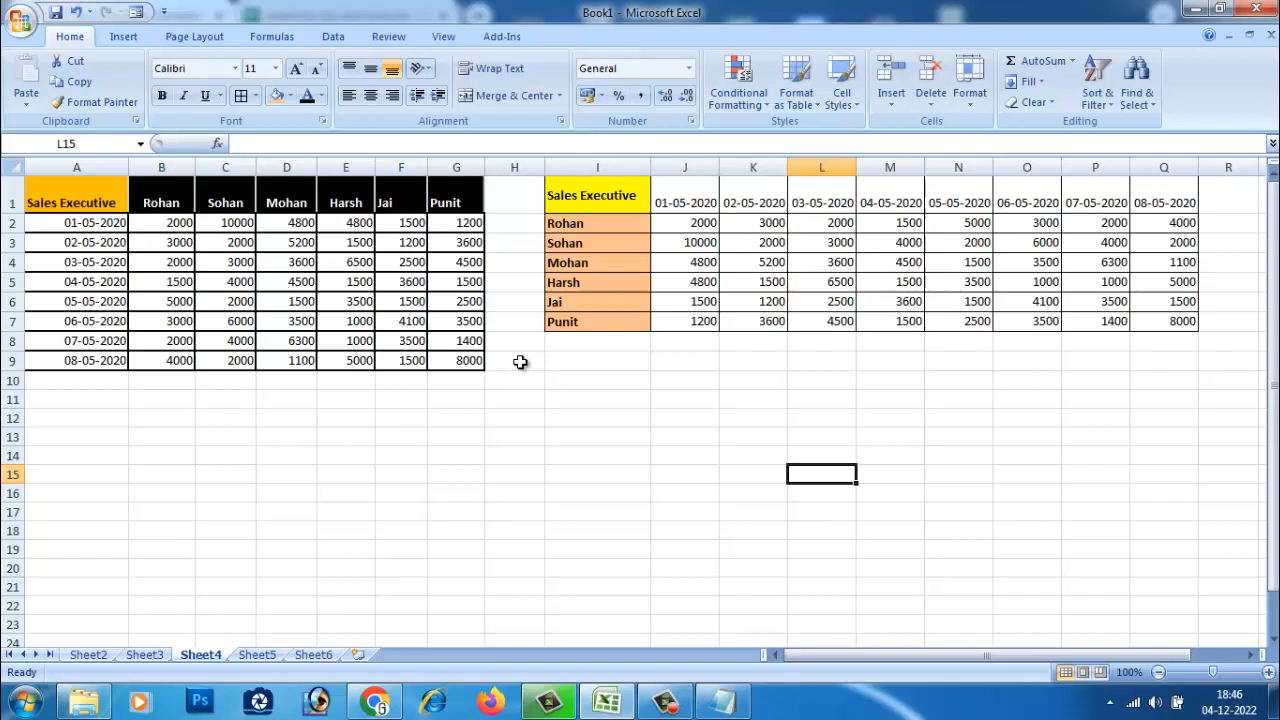 Book1 - Microsoft Excel
Home Insert Page Layout Formulas Data Review View Add-Ins
Paste
Cut
Copy
Format Painter
Clipboard
Calibri 11
B I U
Font
Wrap Text
Merge & Center
Alignment
General
Number
Conditional Formatting
Format as Table
Cell Styles
Styles
Insert Delete Format
Cells
AutoSum
Fill
Clear
Sort & Filter
Find & Select
Editing
L15 fx
A B C D E F G H I J K L M N O P Q R
1 Sales Executive Rohan Sohan Mohan Harsh Jai Punit Sales Executive 01-05-2020 02-05-2020 03-05-2020 04-05-2020 05-05-2020 06-05-2020 07-05-2020 08-05-2020
2 01-05-2020 2000 10000 4800 4800 1500 1200 Rohan 2000 3000 2000 1500 5000 3000 2000 4000
3 02-05-2020 3000 2000 5200 1500 1200 3600 Sohan 10000 2000 3000 4000 2000 6000 4000 2000
4 03-05-2020 2000 3000 3600 6500 2500 4500 Mohan 4800 5200 3600 4500 1500 3500 6300 1100
5 04-05-2020 1500 4000 4500 1500 3600 1500 Harsh 4800 1500 6500 1500 3500 1000 1000 5000
6 05-05-2020 5000 2000 1500 3500 1500 2500 Jai 1500 1200 2500 3600 1500 4100 3500 1500
7 06-05-2020 3000 6000 3500 1000 4100 3500 Punit 1200 3600 4500 1500 2500 3500 1400 8000
8 07-05-2020 2000 4000 6300 1000 3500 1400
9 08-05-2020 4000 2000 1100 5000 1500 8000
10
11
12
13
14
15
16
17
18
19
20
21
22
23
24
Sheet2 Sheet3 Sheet4 Sheet5 Sheet6
Ready 100%
Ps
18:46
04-12-2022